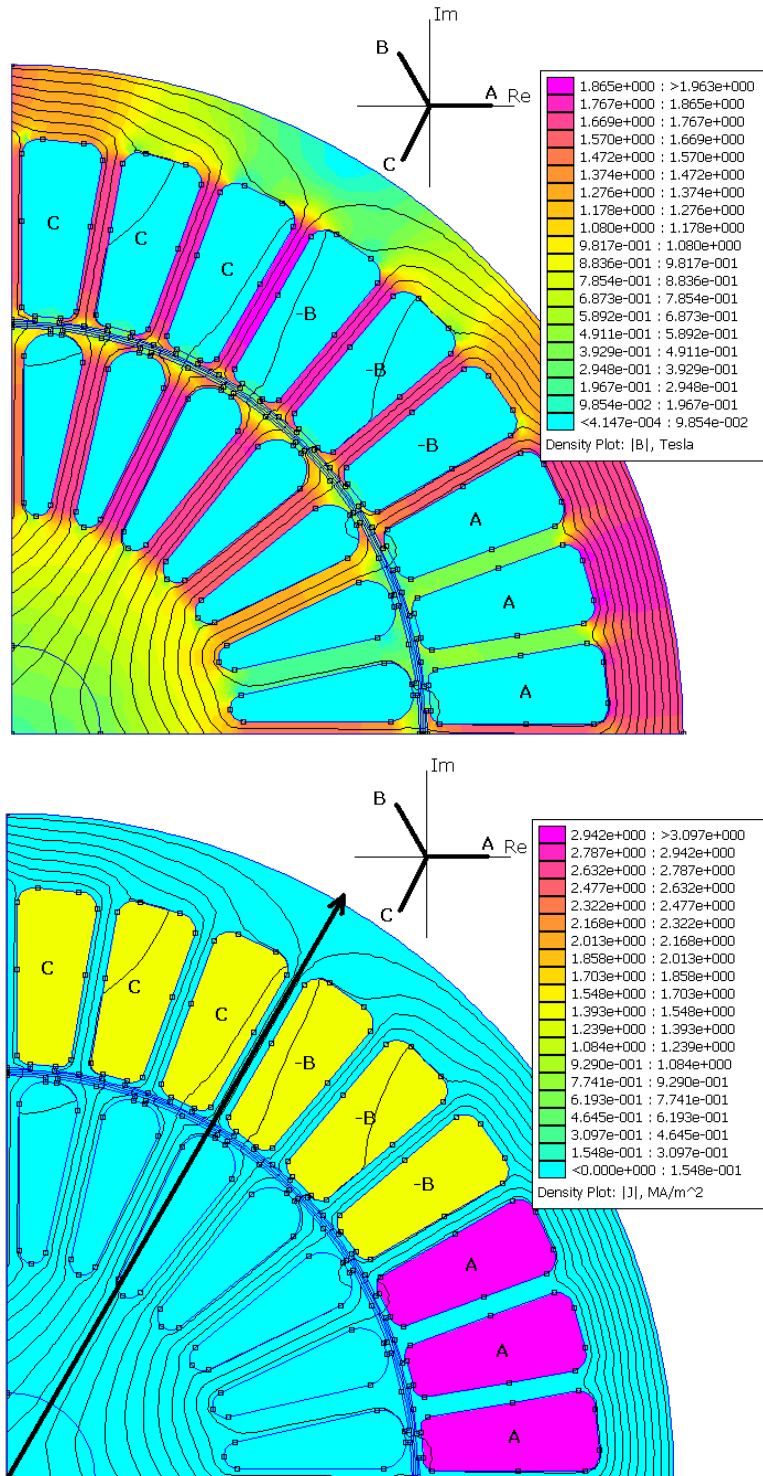 Im
B
A
Re
C
1.865e+000 : >1.963e+000
1.767e+000 : 1.865e+000
1.669e+000 : 1.767e+000
1.570e+000 : 1.669e+000
1.472e+000 : 1.570e+000
1.374e+000 : 1.472e+000
1.276e+000 : 1.374e+000
1.178e+000 : 1.276e+000
1.080e+000 : 1.178e+000
9.817e-001 : 1.080e+000
8.836e-001 : 9.817e-001
7.854e-001 : 8.836e-001
6.873e-001 : 7.854e-001
5.892e-001 : 6.873e-001
4.911e-001 : 5.892e-001
3.929e-001 : 4.911e-001
2.948e-001 : 3.929e-001
1.967e-001 : 2.948e-001
9.854e-002 : 1.967e-001
<4.147e-004 : 9.854e-002
Density Plot: |B|, Tesla
C
C
C
-B
-B
-B
A
A
A
Im
B
A
Re
C
2.942e+000 : >3.097e+000
2.787e+000 : 2.942e+000
2.632e+000 : 2.787e+000
2.477e+000 : 2.632e+000
2.322e+000 : 2.477e+000
2.168e+000 : 2.322e+000
2.013e+000 : 2.168e+000
1.858e+000 : 2.013e+000
1.703e+000 : 1.858e+000
1.548e+000 : 1.703e+000
1.393e+000 : 1.548e+000
1.239e+000 : 1.393e+000
1.084e+000 : 1.239e+000
9.290e-001 : 1.084e+000
7.741e-001 : 9.290e-001
6.193e-001 : 7.741e-001
4.645e-001 : 6.193e-001
3.097e-001 : 4.645e-001
1.548e-001 : 3.097e-001
<0.000e+000 : 1.548e-001
Density Plot: |J|, MA/m^2
C
C
C
-B
-B
-B
A
A
A